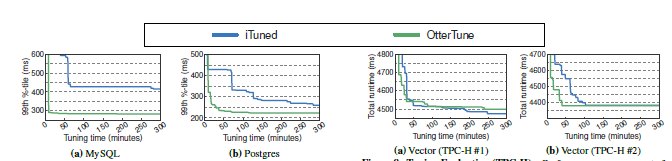 iTuned OtterTune
99th %-tile (ms)
600
500
400
300
0 50 100 150 200 250 300
Tuning time (minutes)
(a) MySQL
99th %-tile (ms)
500
400
300
200
0 50 100 150 200 250 300
Tuning time (minutes)
(b) Postgres
Total runtime (ms)
4800
4700
4600
4500
0 50 100 150 200 250 300
Tuning time (minutes)
(a) Vector (TPC-H #1)
Total runtime (ms)
4700
4600
4500
4400
0 50 100 150 200 250 300
Tuning time (minutes)
(b) Vector (TPC-H #2)